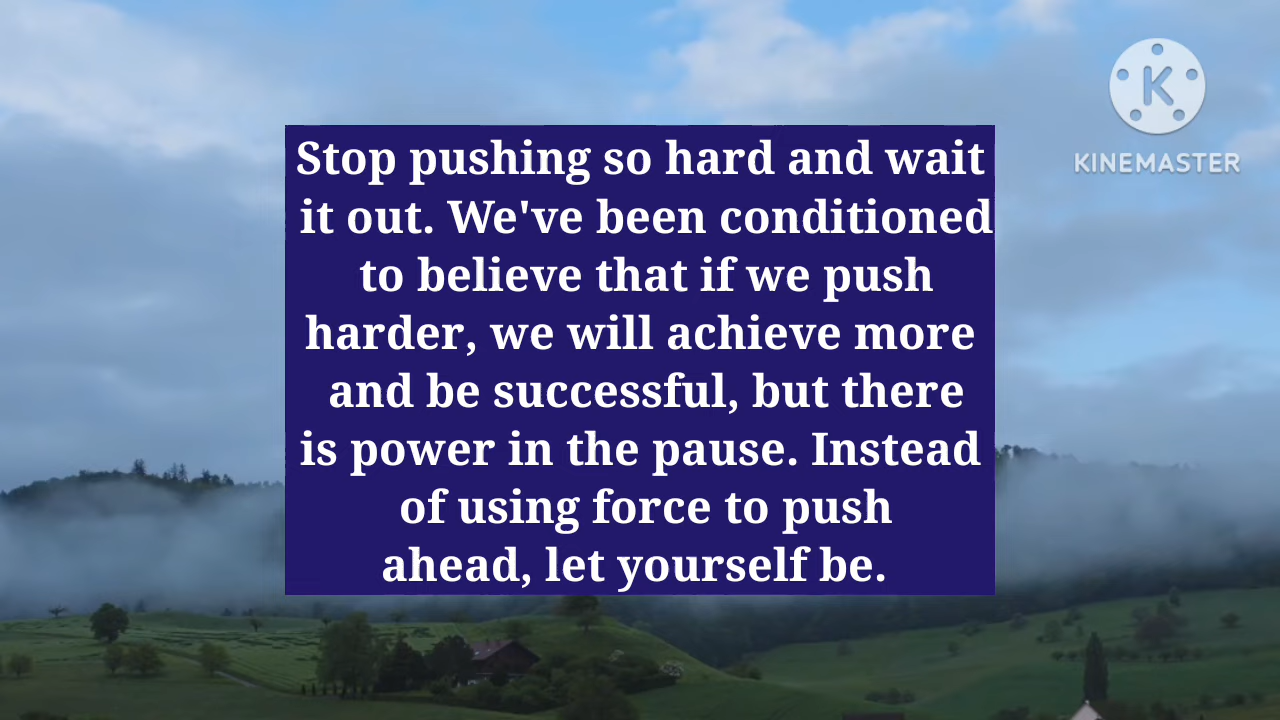 K
KINEMASTER
Stop pushing so hard and wait
it out. We've been conditioned
to believe that if we push
harder, we will achieve more
and be successful, but there
is power in the pause. Instead
of using force to push
ahead, let yourself be.